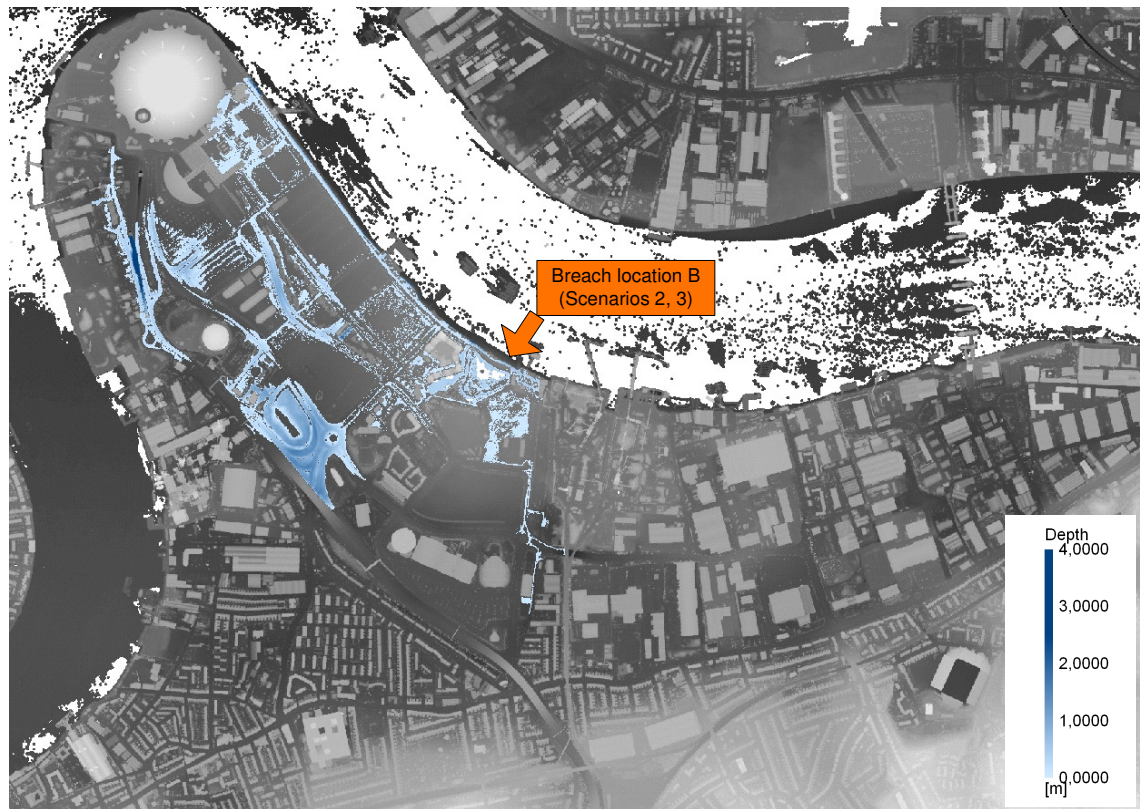 Breach location B
(Scenarios 2, 3)
Depth
4,0000
3,0000
2,0000
1,0000
0,0000
[m]